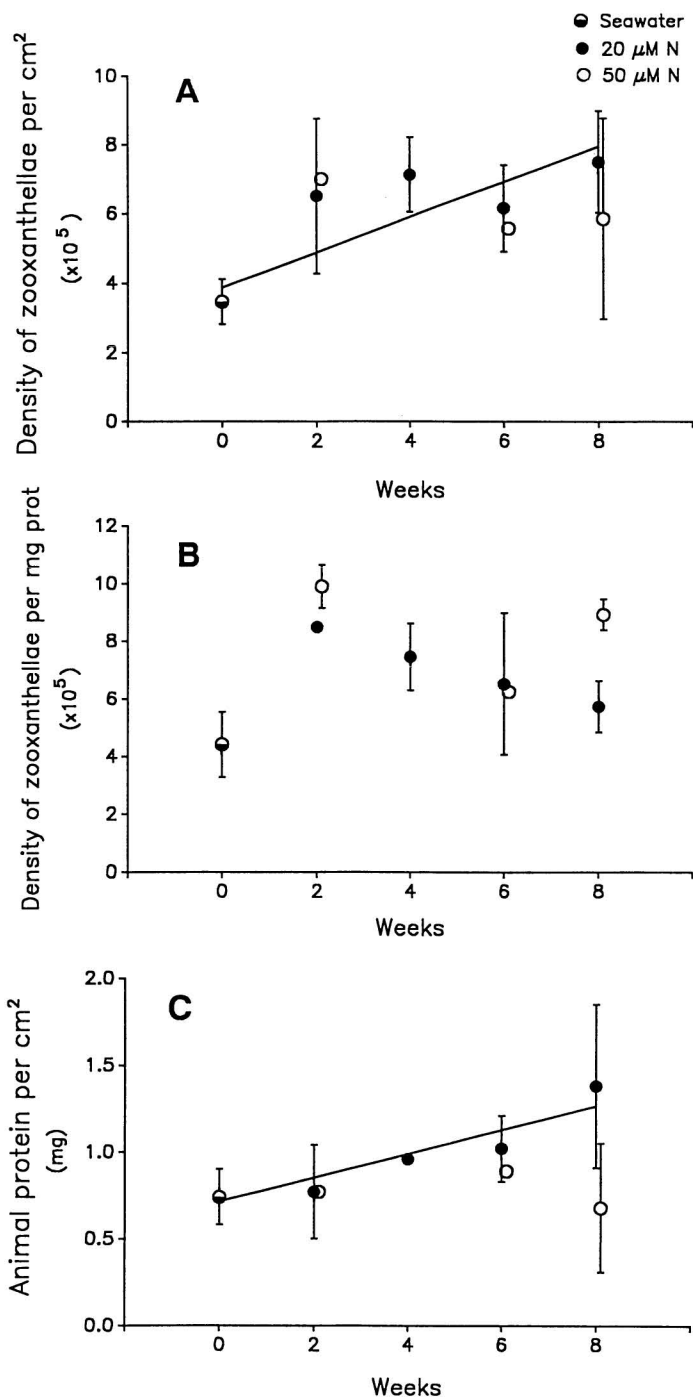 Seawater
20 μM N
50 μM N
A
Density of zooxanthellae per cm²
(x10⁵)
10
8
6
4
2
0
0 2 4 6 8
Weeks
B
Density of zooxanthellae per mg prot
(x10⁵)
12
10
8
6
4
2
0
0 2 4 6 8
Weeks
C
Animal protein per cm²
(mg)
2.0
1.5
1.0
0.5
0.0
0 2 4 6 8
Weeks